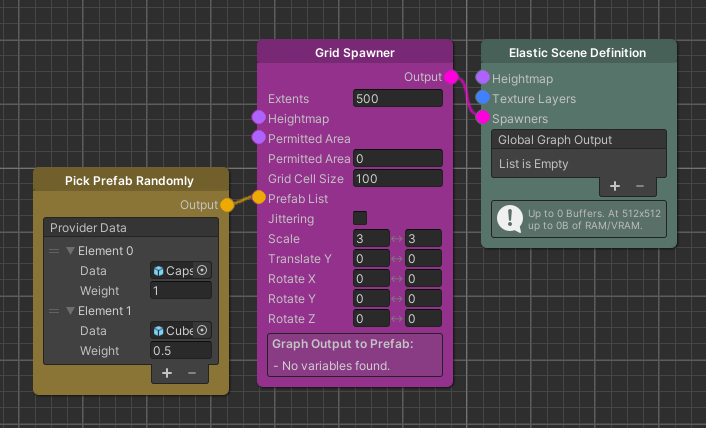 Pick Prefab Randomly
Output
Provider Data
Element 0
Data Caps
Weight 1
Element 1
Data Cube
Weight 0.5
+ −
Grid Spawner
Output
Extents 500
Heightmap
Permitted Area
Permitted Area 0
Grid Cell Size 100
Prefab List
Jittering
Scale 3 ↔ 3
Translate Y 0 ↔ 0
Rotate X 0 ↔ 0
Rotate Y 0 ↔ 0
Rotate Z 0 ↔ 0
Graph Output to Prefab:
- No variables found.
Elastic Scene Definition
Heightmap
Texture Layers
Spawners
Global Graph Output
List is Empty
+ −
Up to 0 Buffers. At 512x512
up to 0B of RAM/VRAM.